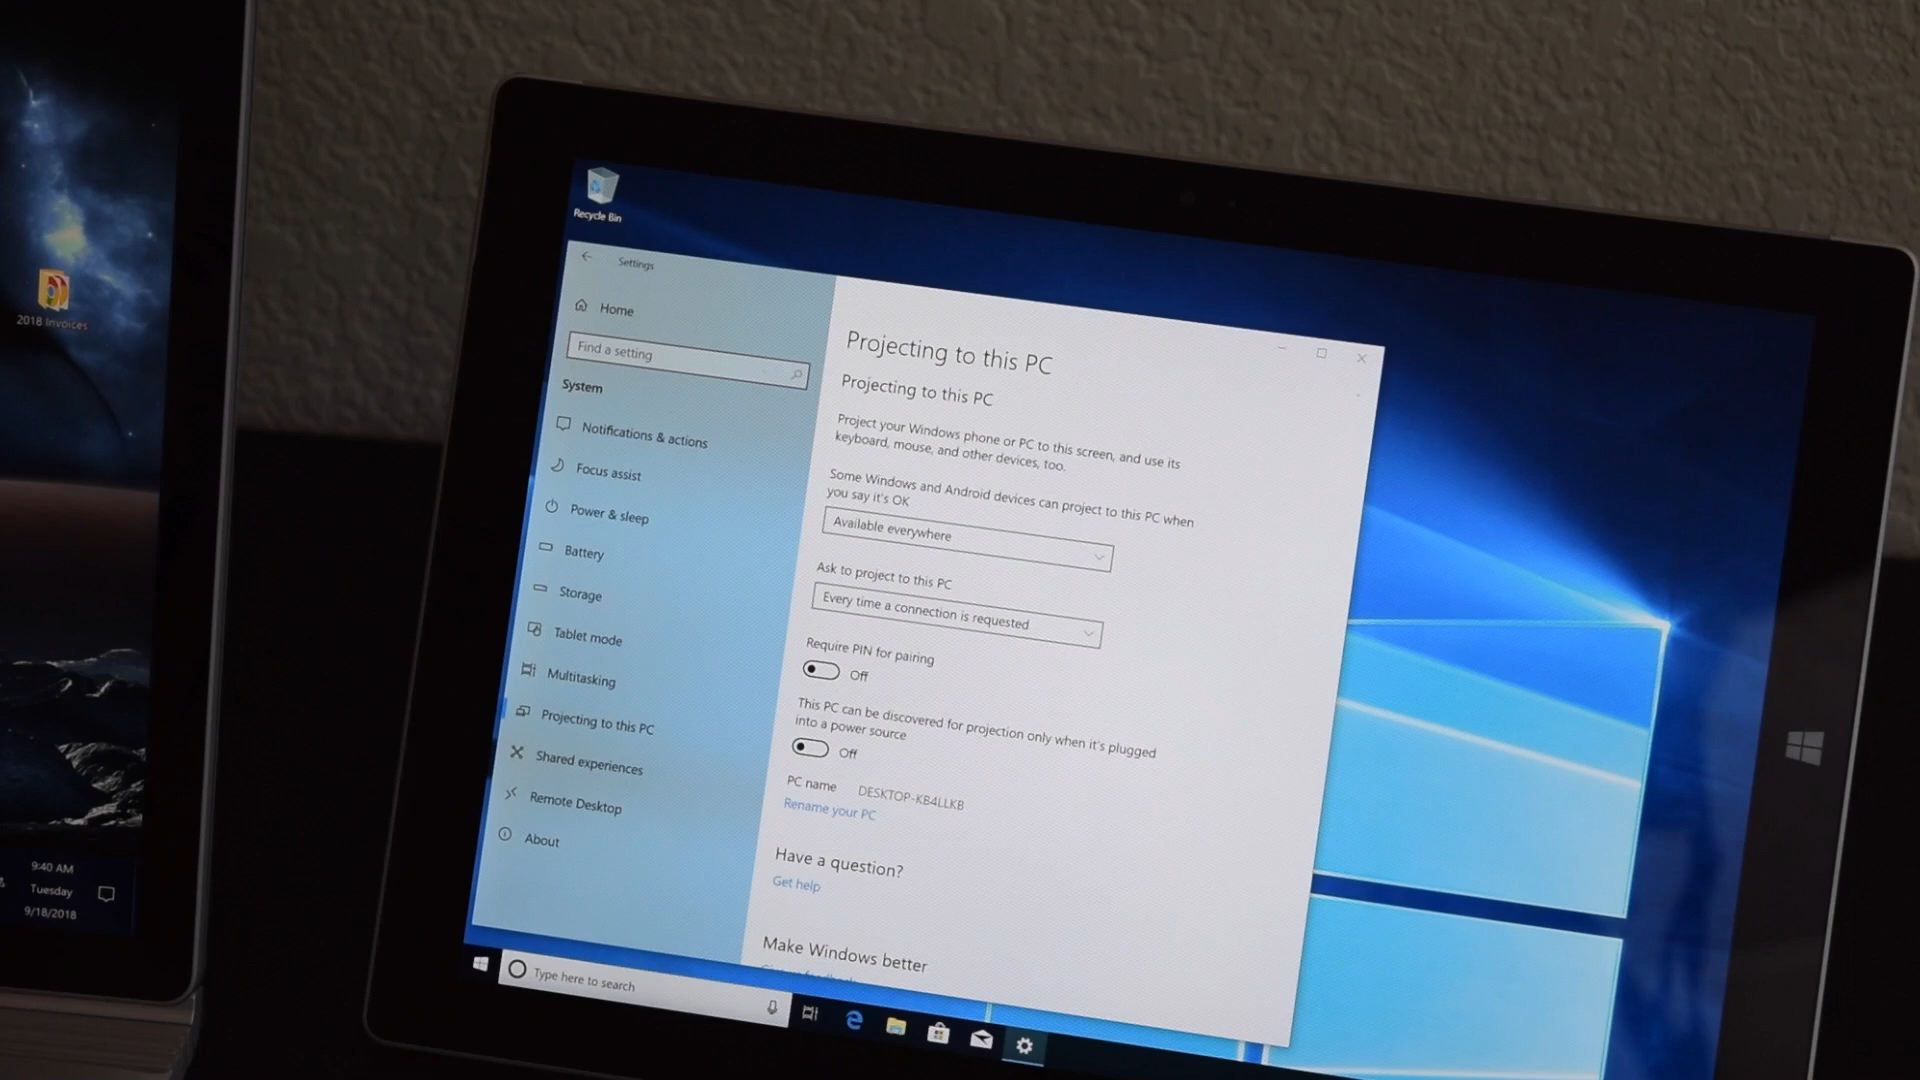 2018 Invoices
9:40 AM
Tuesday
9/18/2018
Recycle Bin
Settings
Home
Find a setting
System
Notifications & actions
Focus assist
Power & sleep
Battery
Storage
Tablet mode
Multitasking
Projecting to this PC
Shared experiences
Remote Desktop
About
Projecting to this PC
Projecting to this PC
Project your Windows phone or PC to this screen, and use its
keyboard, mouse, and other devices, too.
Some Windows and Android devices can project to this PC when
you say it's OK
Available everywhere
Ask to project to this PC
Every time a connection is requested
Require PIN for pairing
Off
This PC can be discovered for projection only when it's plugged
into a power source
Off
PC name DESKTOP-KB4LLKB
Rename your PC
Have a question?
Get help
Make Windows better
Type here to search